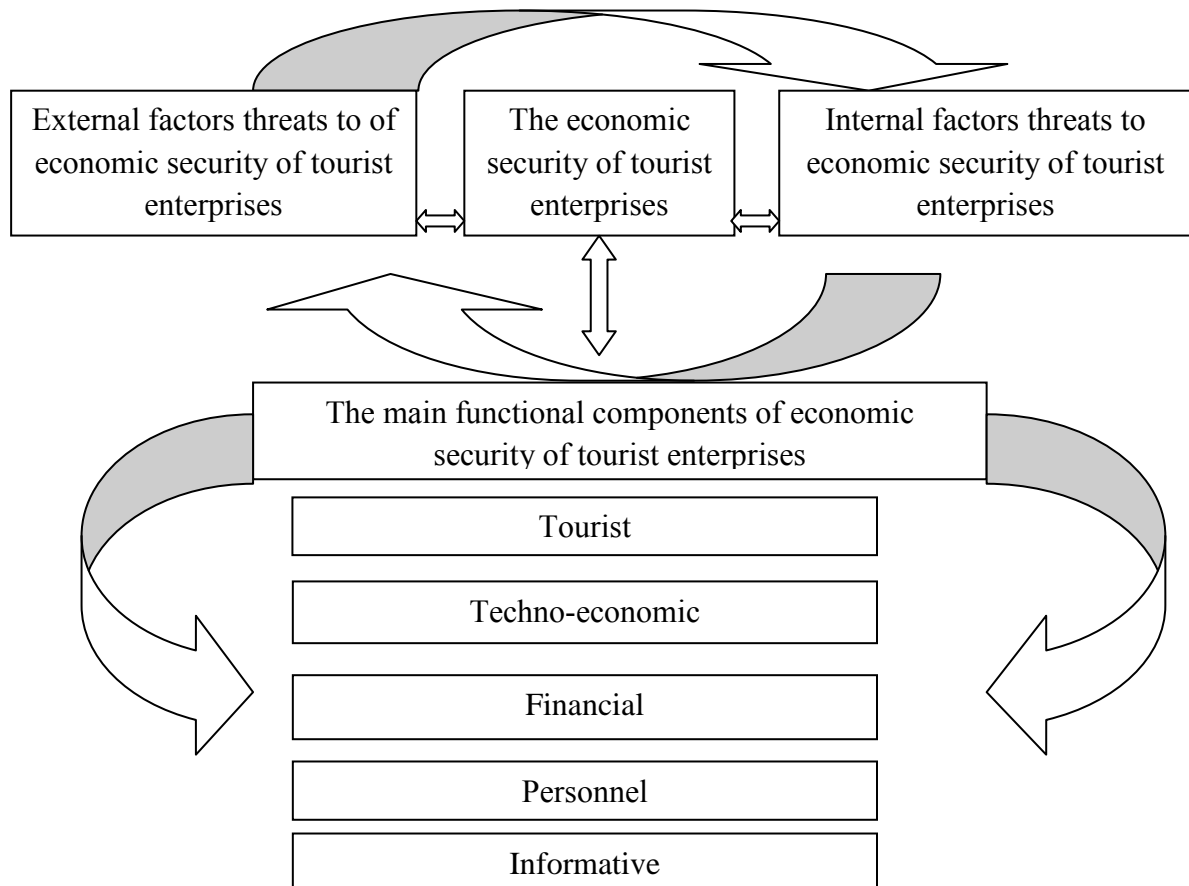 External factors threats to of
economic security of tourist
enterprises
The economic
security of tourist
enterprises
Internal factors threats to
economic security of tourist
enterprises
The main functional components of economic
security of tourist enterprises
Tourist
Techno-economic
Financial
Personnel
Informative